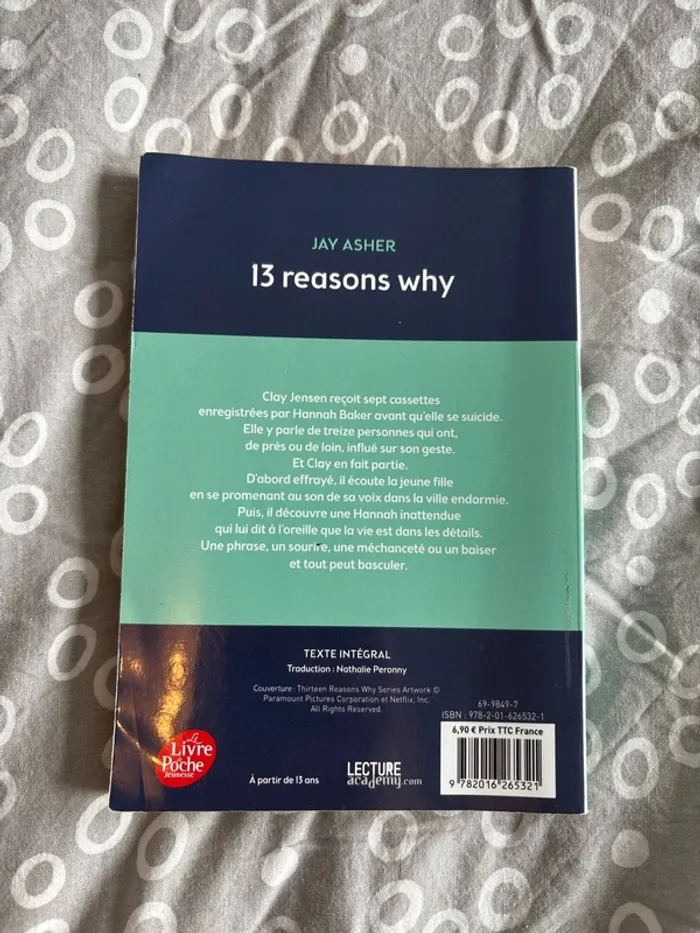 JAY ASHER
13 reasons why
Clay Jensen reçoit sept cassettes
enregistrées par Hannah Baker avant qu'elle se suicide.
Elle y parle de treize personnes qui ont,
de près ou de loin, influé sur son geste.
Et Clay en fait partie.
D'abord effrayé, il écoute la jeune fille
en se promenant au son de sa voix dans la ville endormie.
Puis, il découvre une Hannah inattendue
qui lui dit à l'oreille que la vie est dans les détails.
Une phrase, un sourire, une méchanceté ou un baiser
et tout peut basculer.
TEXTE INTÉGRAL
Traduction : Nathalie Peronny
Couverture : Thirteen Reasons Why Series Artwork ©
Paramount Pictures Corporation et Netflix, Inc.
All Rights Reserved.
69-9849-7
ISBN : 978-2-01-626532-1
6,90 € Prix TTC France
9 782016 265321
Le
Livre
de
Poche
Jeunesse
À partir de 13 ans
LECTURE
academy.com